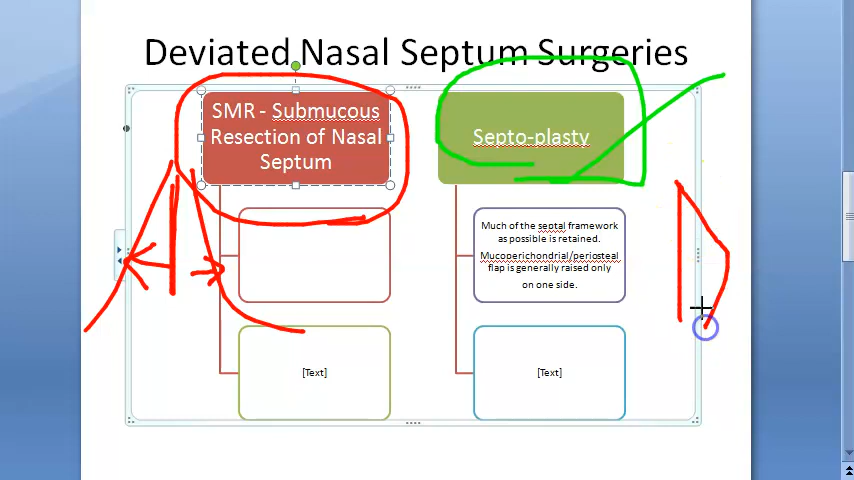 Deviated Nasal Septum Surgeries
SMR - Submucous
Resection of Nasal
Septum
Septo-plasty
Much of the septal framework
as possible is retained.
Mucoperichondrial/periosteal
flap is generally raised only
on one side.
[Text]
[Text]